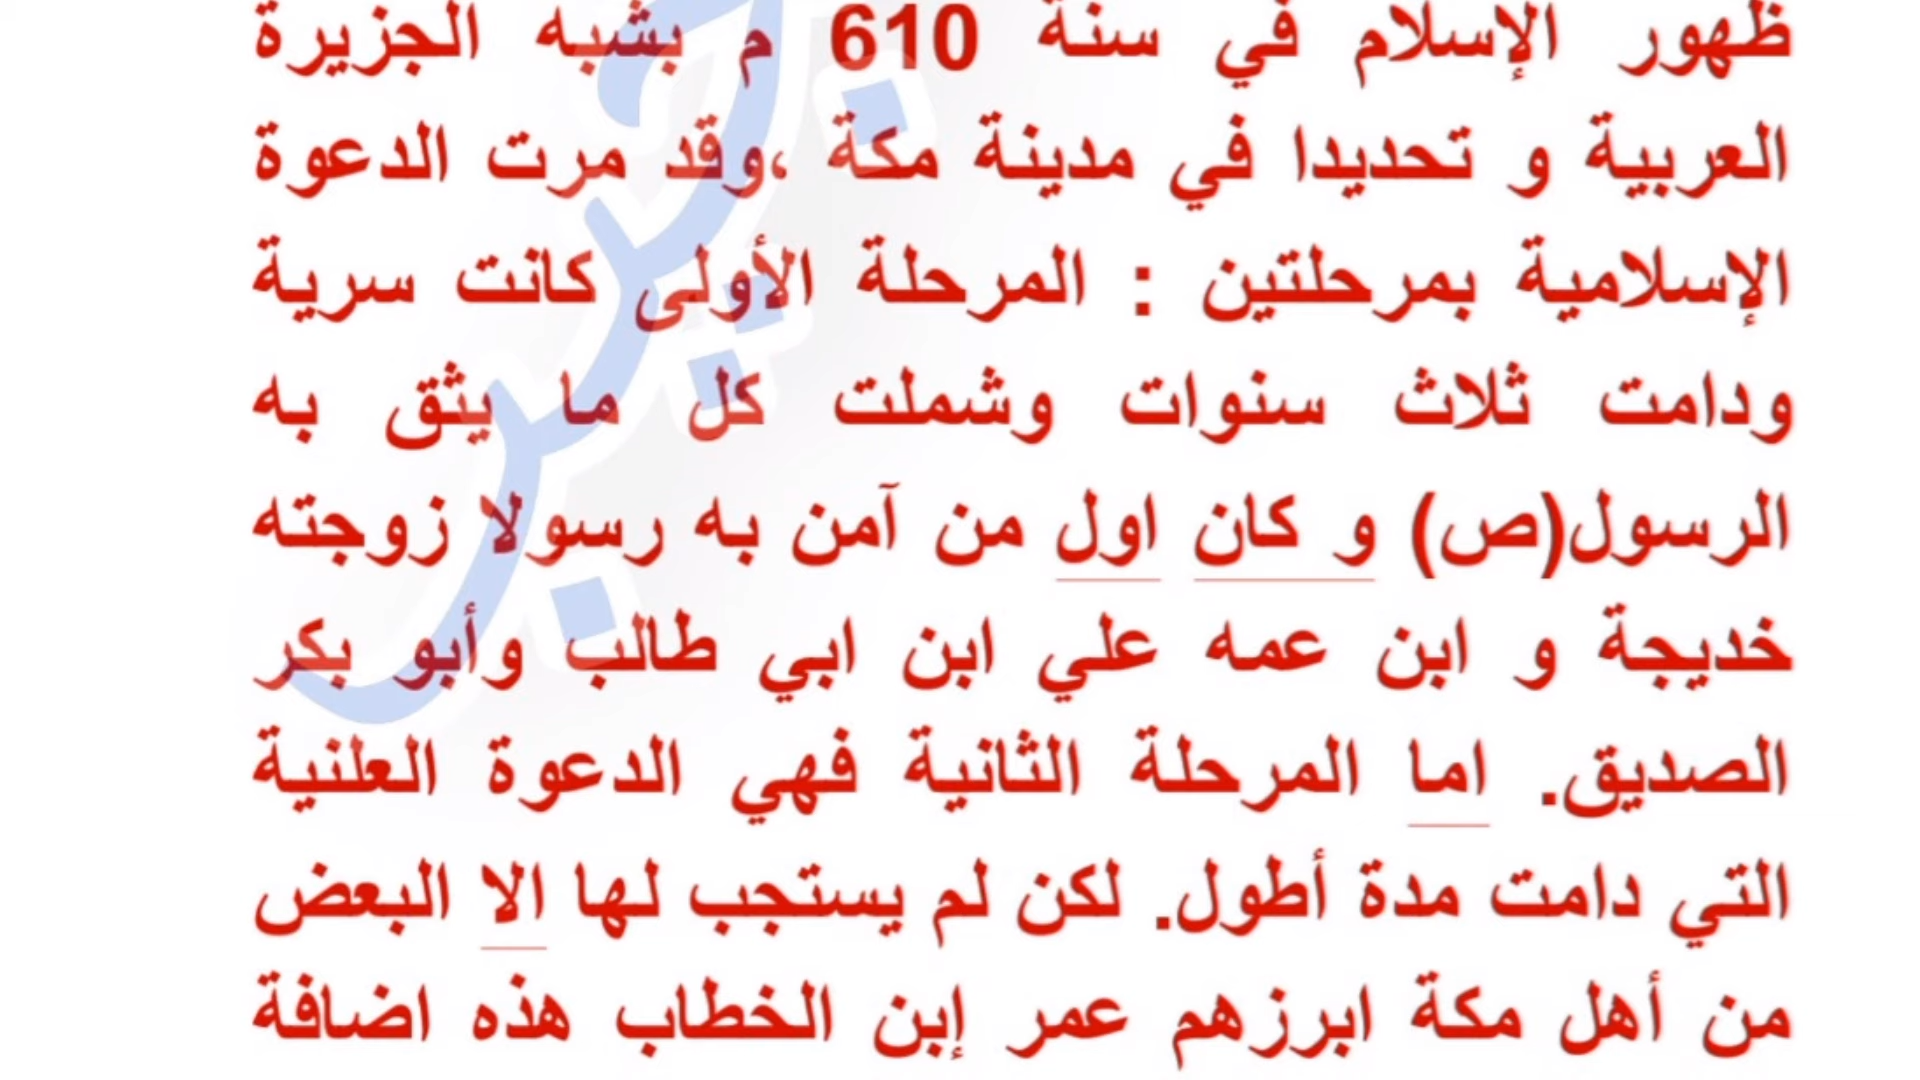 ظهور الإسلام في سنة 610 م بشبه الجزيرة
العربية و تحديدا في مدينة مكة ،وقد مرت الدعوة
الإسلامية بمرحلتين : المرحلة الأولى كانت سرية
ودامت ثلاث سنوات وشملت كل ما يثق به
الرسول(ص) و كان اول من آمن به رسولا زوجته
خديجة و ابن عمه علي ابن ابي طالب وأبو بكر
الصديق. اما المرحلة الثانية فهي الدعوة العلنية
التي دامت مدة أطول. لكن لم يستجب لها الا البعض
من أهل مكة ابرزهم عمر إبن الخطاب هذه اضافة